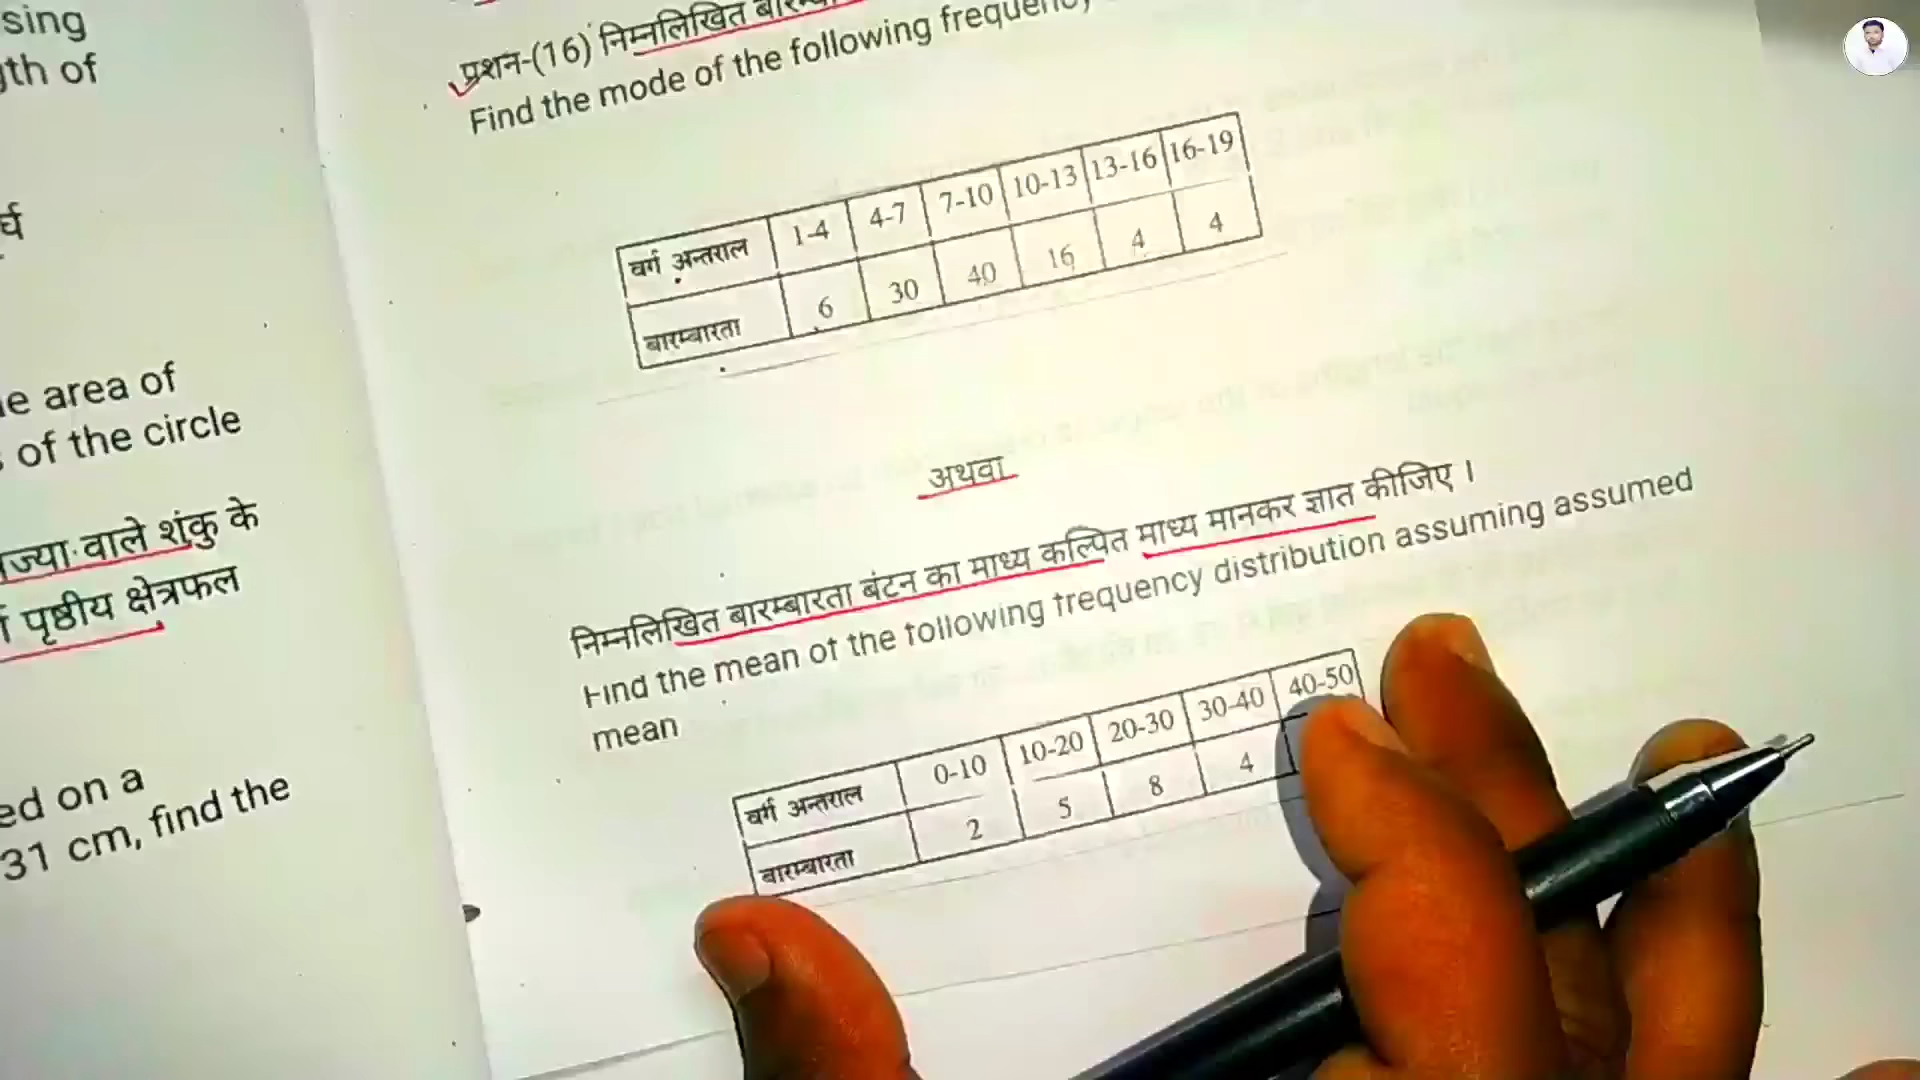 sing
th of
र्घ
e area of
of the circle
ज्या वाले शंकु के
पृष्ठीय क्षेत्रफल
ed on a
31 cm, find the
प्रशन-(16) निम्नलिखित
Find the mode of the following frequency
वर्ग अन्तराल 1-4 4-7 7-10 10-13 13-16 16-19
बारम्बारता 6 30 40 16 4 4
अथवा
निम्नलिखित बारम्बारता बंटन का माध्य कल्पित माध्य मानकर ज्ञात कीजिए ।
Find the mean of the following frequency distribution assuming assumed
mean
वर्ग अन्तराल 0-10 10-20 20-30 30-40 40-50
बारम्बारता 2 5 8 4